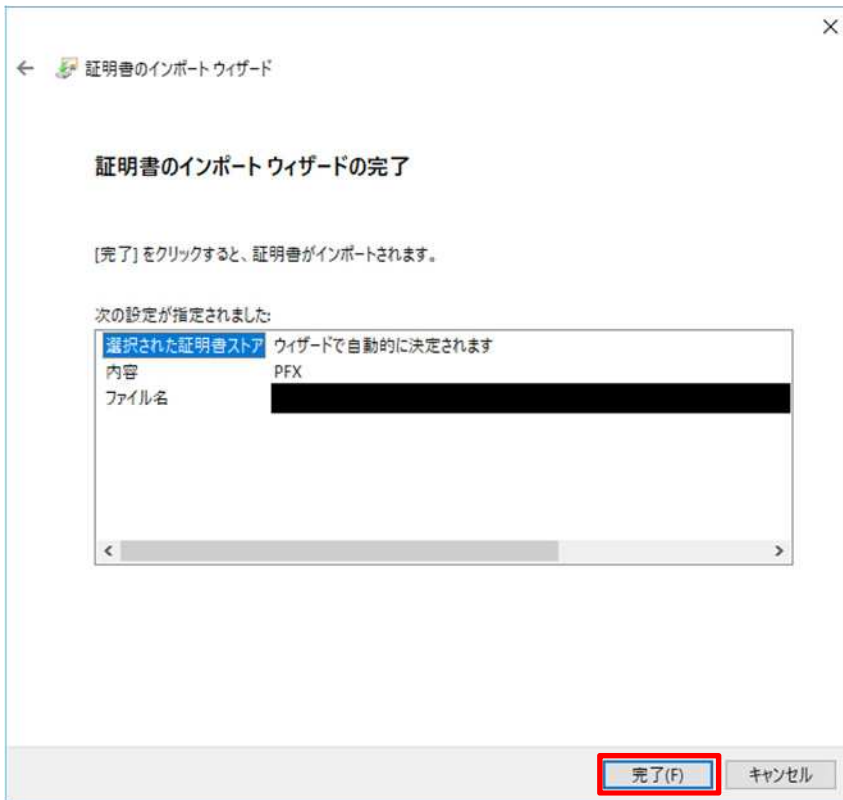 証明書のインポート ウィザード
証明書のインポート ウィザードの完了
[完了] をクリックすると、証明書がインポートされます。
次の設定が指定されました:
選択された証明書ストア ウィザードで自動的に決定されます
内容 PFX
ファイル名
完了(F) キャンセル